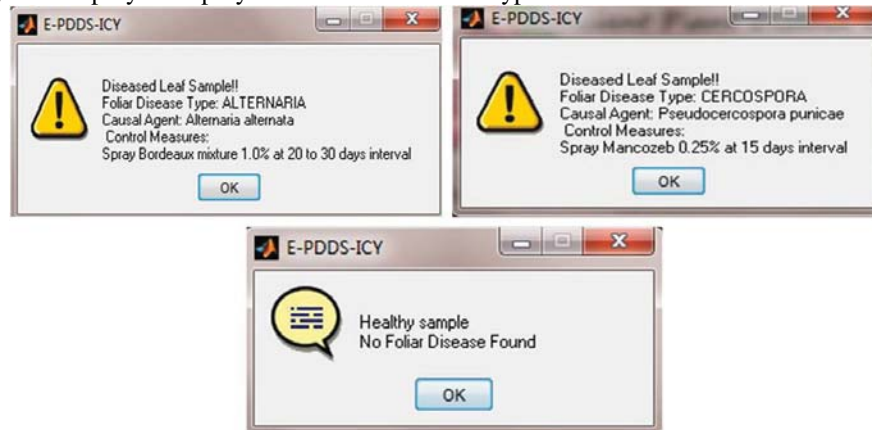 E-PDDS-ICY
Diseased Leaf Sample!!
Foliar Disease Type: ALTERNARIA
Causal Agent: Alternaria alternata
Control Measures:
Spray Bordeaux mixture 1.0% at 20 to 30 days interval
OK
E-PDDS-ICY
Diseased Leaf Sample!!
Foliar Disease Type: CERCOSPORA
Causal Agent: Pseudocercospora punicae
Control Measures:
Spray Mancozeb 0.25% at 15 days interval
OK
E-PDDS-ICY
Healthy sample
No Foliar Disease Found
OK